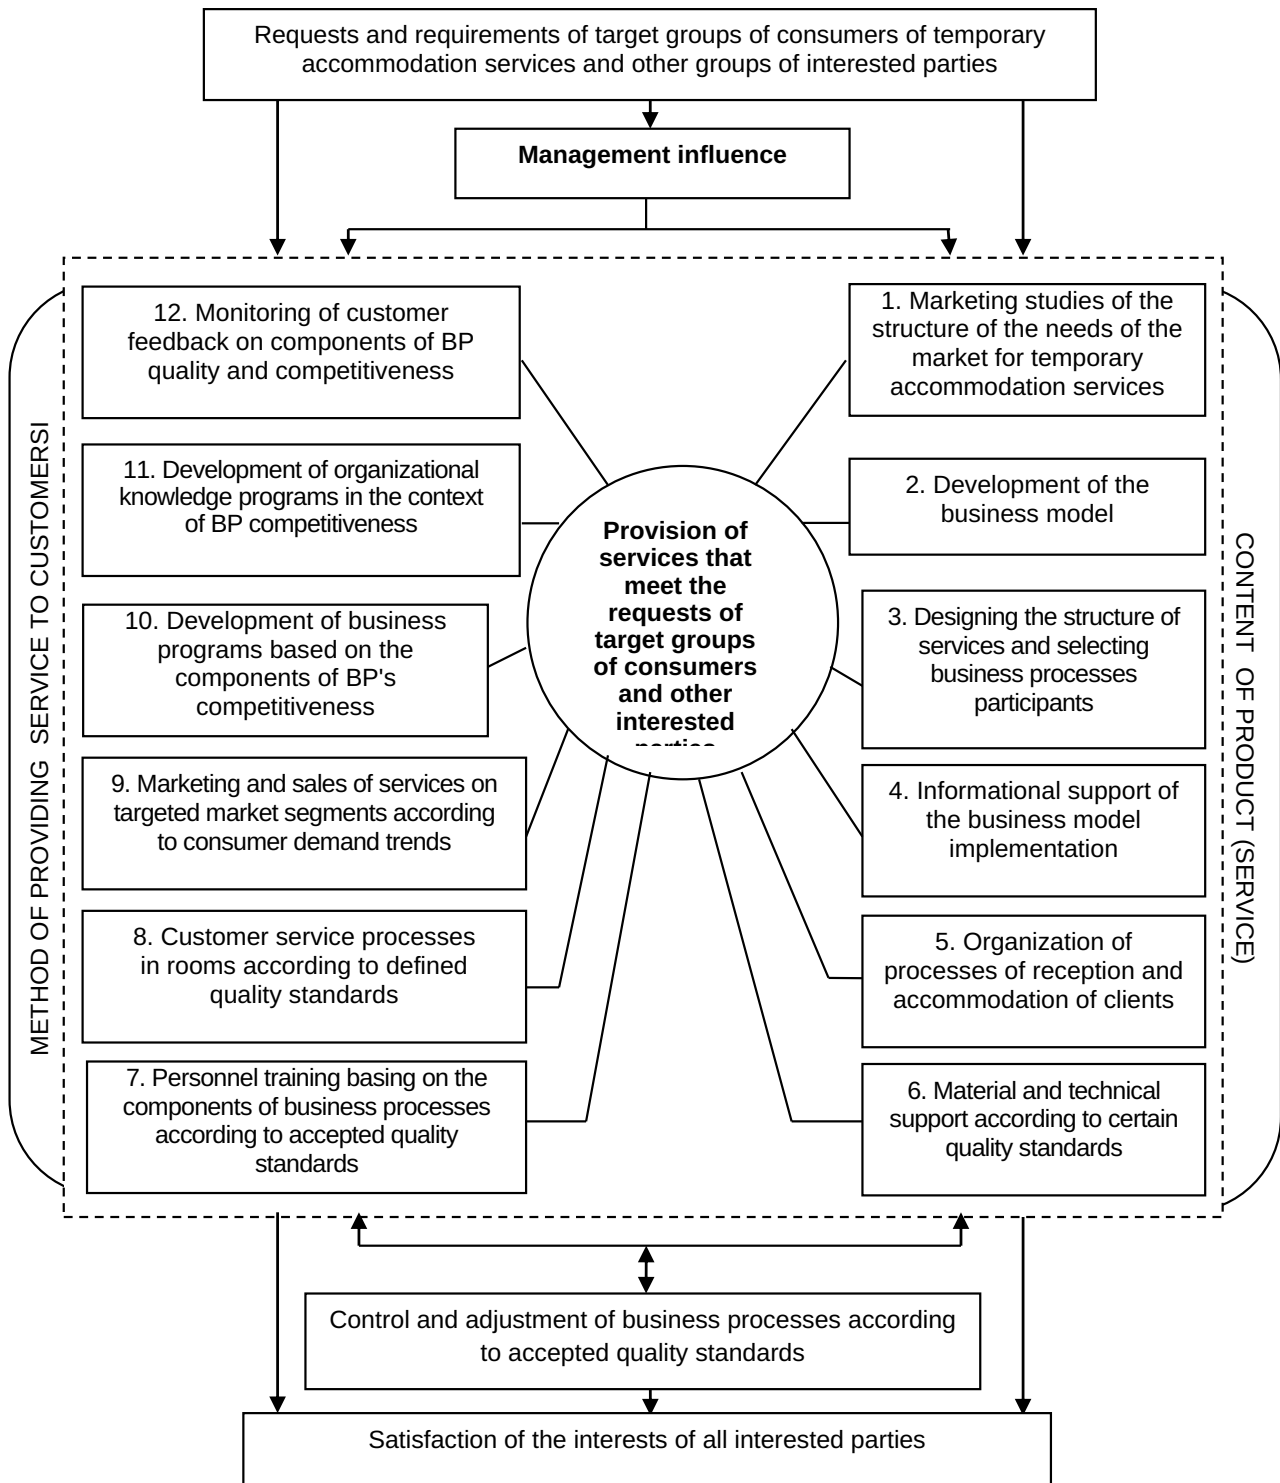 Requests and requirements of target groups of consumers of temporary
accommodation services and other groups of interested parties
Management influence
METHOD OF PROVIDING SERVICE TO CUSTOMERSI
12. Monitoring of customer
feedback on components of BP
quality and competitiveness
11. Development of organizational
knowledge programs in the context
of BP competitiveness
10. Development of business
programs based on the
components of BP's
competitiveness
9. Marketing and sales of services on
targeted market segments according
to consumer demand trends
8. Customer service processes
in rooms according to defined
quality standards
7. Personnel training basing on the
components of business processes
according to accepted quality
standards
Provision of
services that
meet the
requests of
target groups
of consumers
and other
interested
parties
1. Marketing studies of the
structure of the needs of the
market for temporary
accommodation services
2. Development of the
business model
3. Designing the structure of
services and selecting
business processes
participants
4. Informational support of
the business model
implementation
5. Organization of
processes of reception and
accommodation of clients
6. Material and technical
support according to certain
quality standards
CONTENT OF PRODUCT (SERVICE)
Control and adjustment of business processes according
to accepted quality standards
Satisfaction of the interests of all interested parties